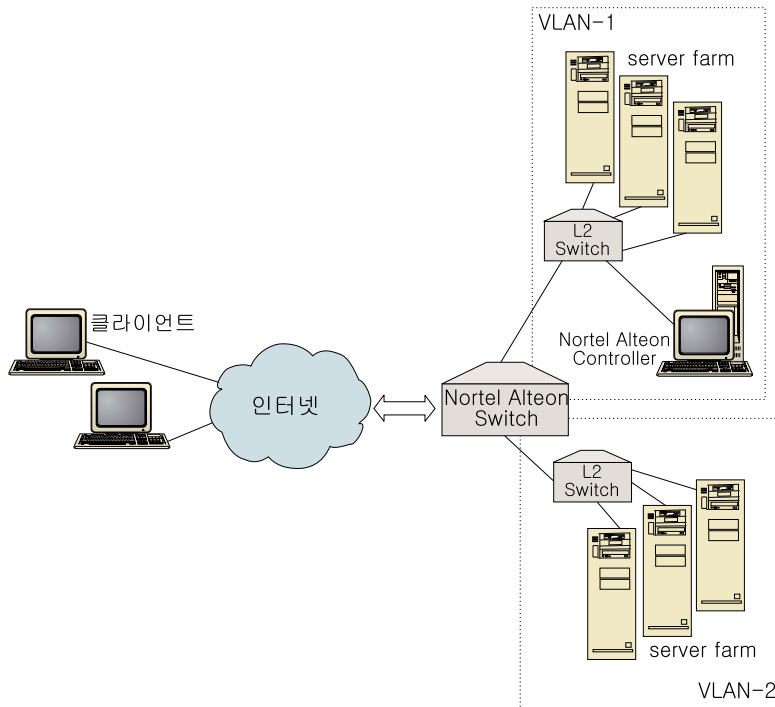 VLAN-1
server farm
L2
Switch
클라이언트
Nortel Alteon
Controller
인터넷
Nortel Alteon
Switch
L2
Switch
server farm
VLAN-2